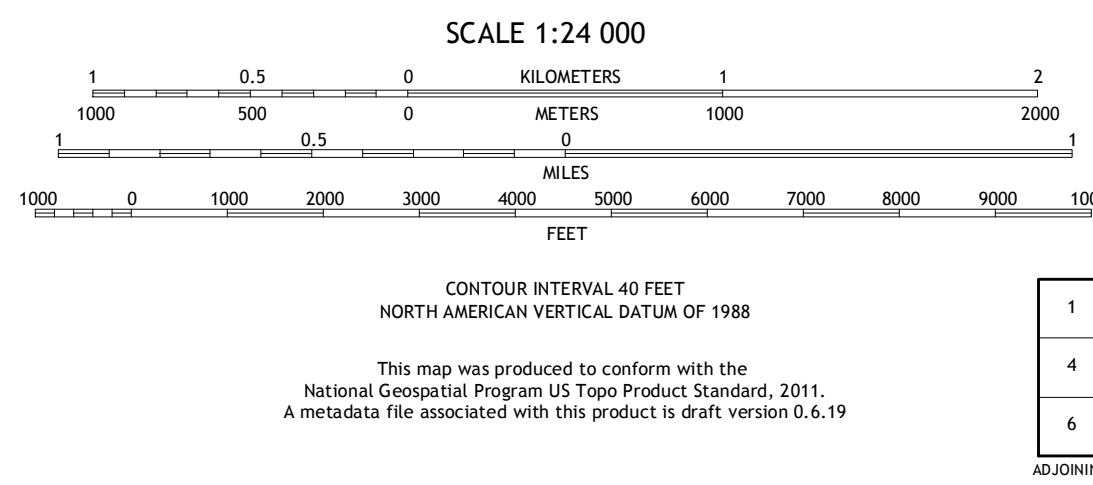 SCALE 1:24 000
1 0.5 0 KILOMETERS 1 2
1000 500 0 METERS 1000 2000
1 0.5 0 1
MILES
1000 0 1000 2000 3000 4000 5000 6000 7000 8000 9000 100
FEET
CONTOUR INTERVAL 40 FEET
NORTH AMERICAN VERTICAL DATUM OF 1988
This map was produced to conform with the
National Geospatial Program US Topo Product Standard, 2011.
A metadata file associated with this product is draft version 0.6.19
1
4
6
ADJOININ